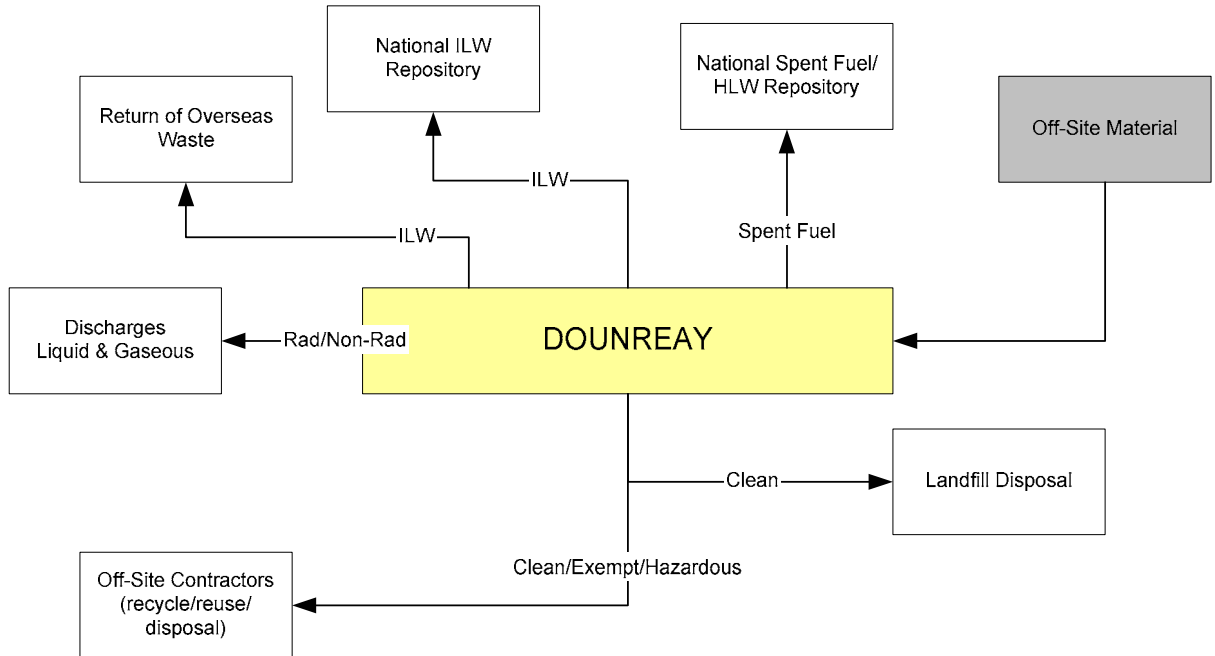 National ILW
Repository
National Spent Fuel/
HLW Repository
Return of Overseas
Waste
Off-Site Material
ILW
ILW
Spent Fuel
Discharges
Liquid & Gaseous
Rad/Non-Rad
DOUNREAY
Clean
Landfill Disposal
Clean/Exempt/Hazardous
Off-Site Contractors
(recycle/reuse/
disposal)